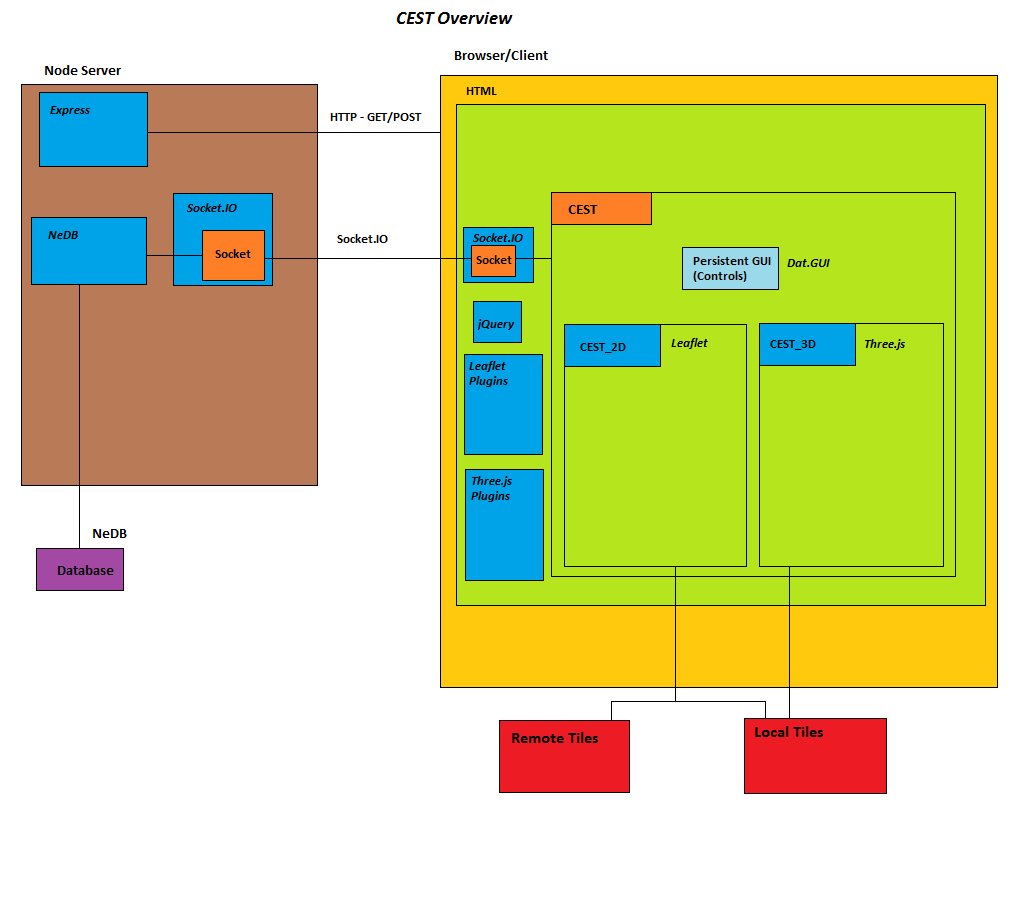 CEST Overview
Browser/Client
Node Server
HTML
Express
HTTP - GET/POST
Socket.IO
CEST
NeDB
Socket.IO
Socket.IO
Socket
Socket
Persistent GUI
(Controls)
Dat.GUI
jQuery
CEST_2D
Leaflet
CEST_3D
Three.js
Leaflet
Plugins
Three.js
Plugins
NeDB
Database
Remote Tiles
Local Tiles